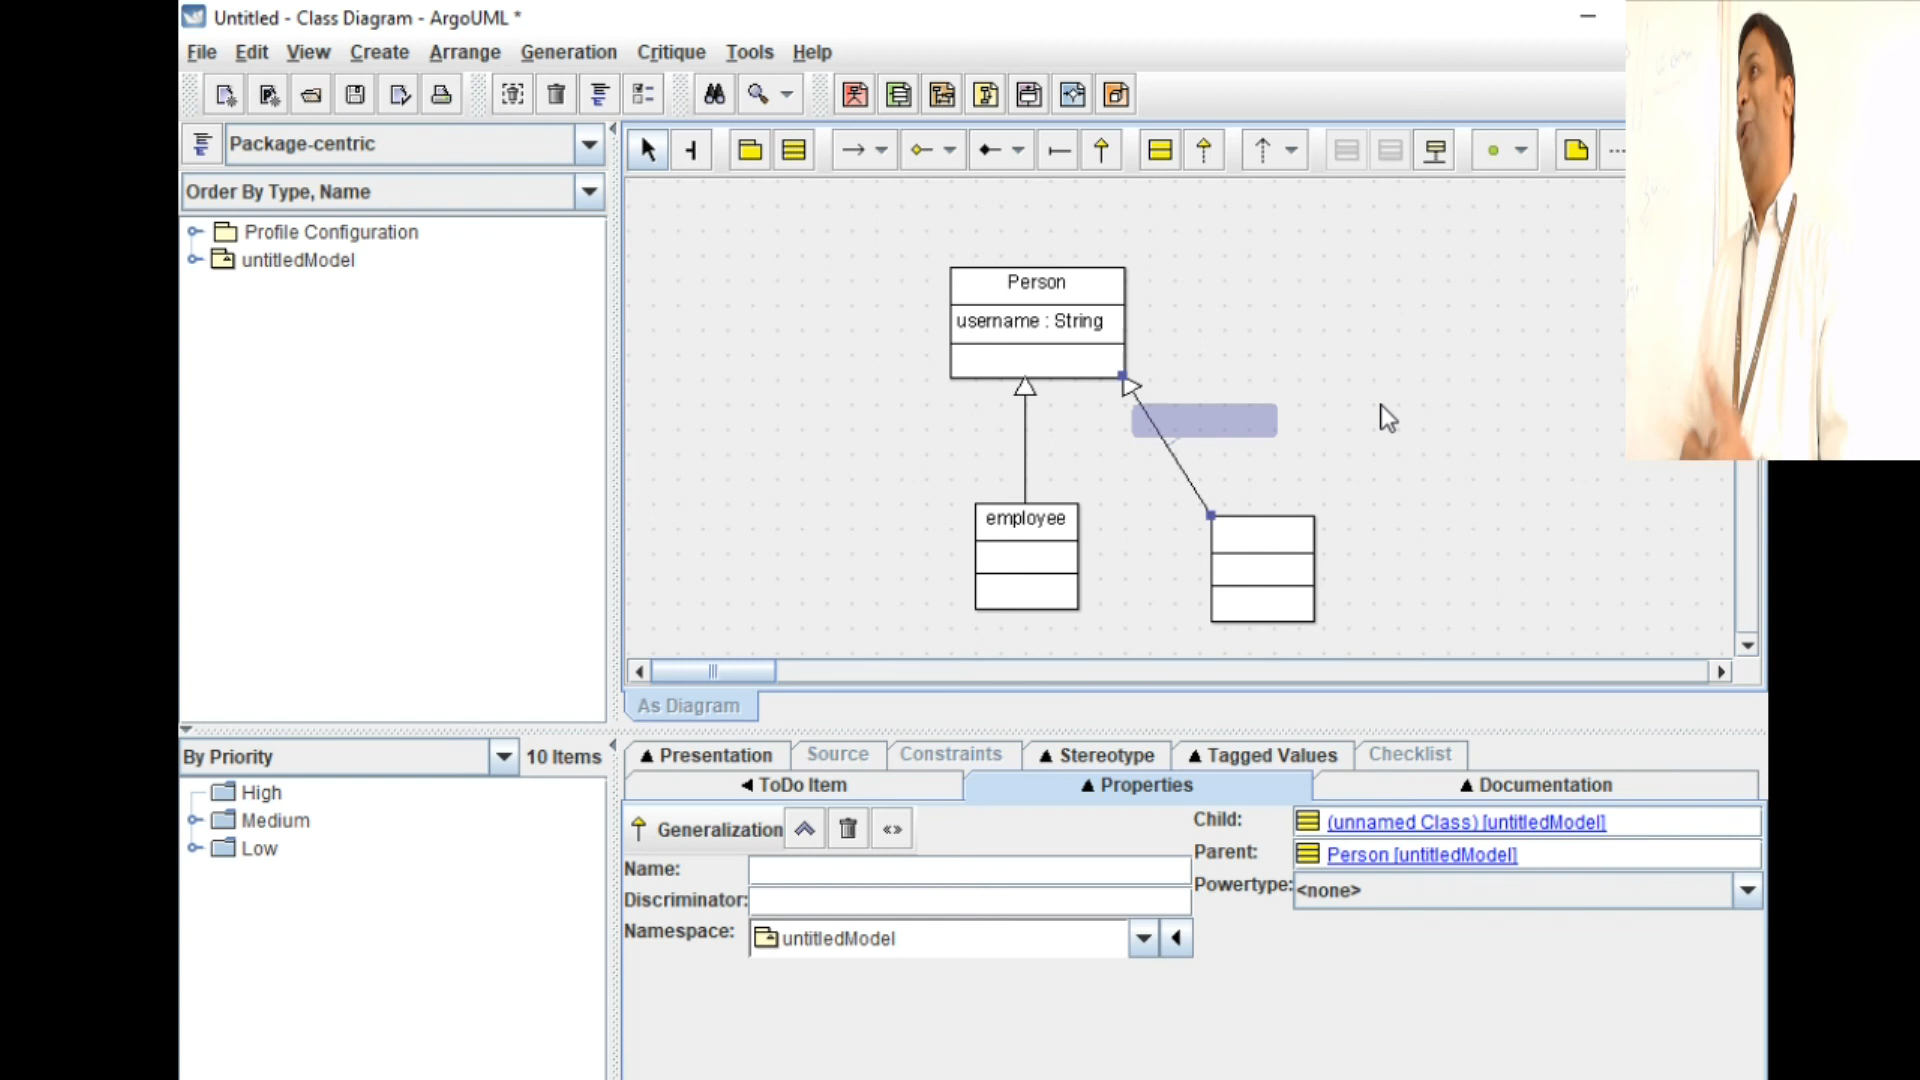 Untitled - Class Diagram - ArgoUML *
File Edit View Create Arrange Generation Critique Tools Help
Package-centric
Order By Type, Name
Profile Configuration
untitledModel
Person
username : String
employee
As Diagram
By Priority 10 Items
High
Medium
Low
Presentation Source Constraints Stereotype Tagged Values Checklist
ToDo Item Properties Documentation
Generalization
Name:
Discriminator:
Namespace: untitledModel
Child: (unnamed Class) [untitledModel]
Parent: Person [untitledModel]
Powertype: <none>